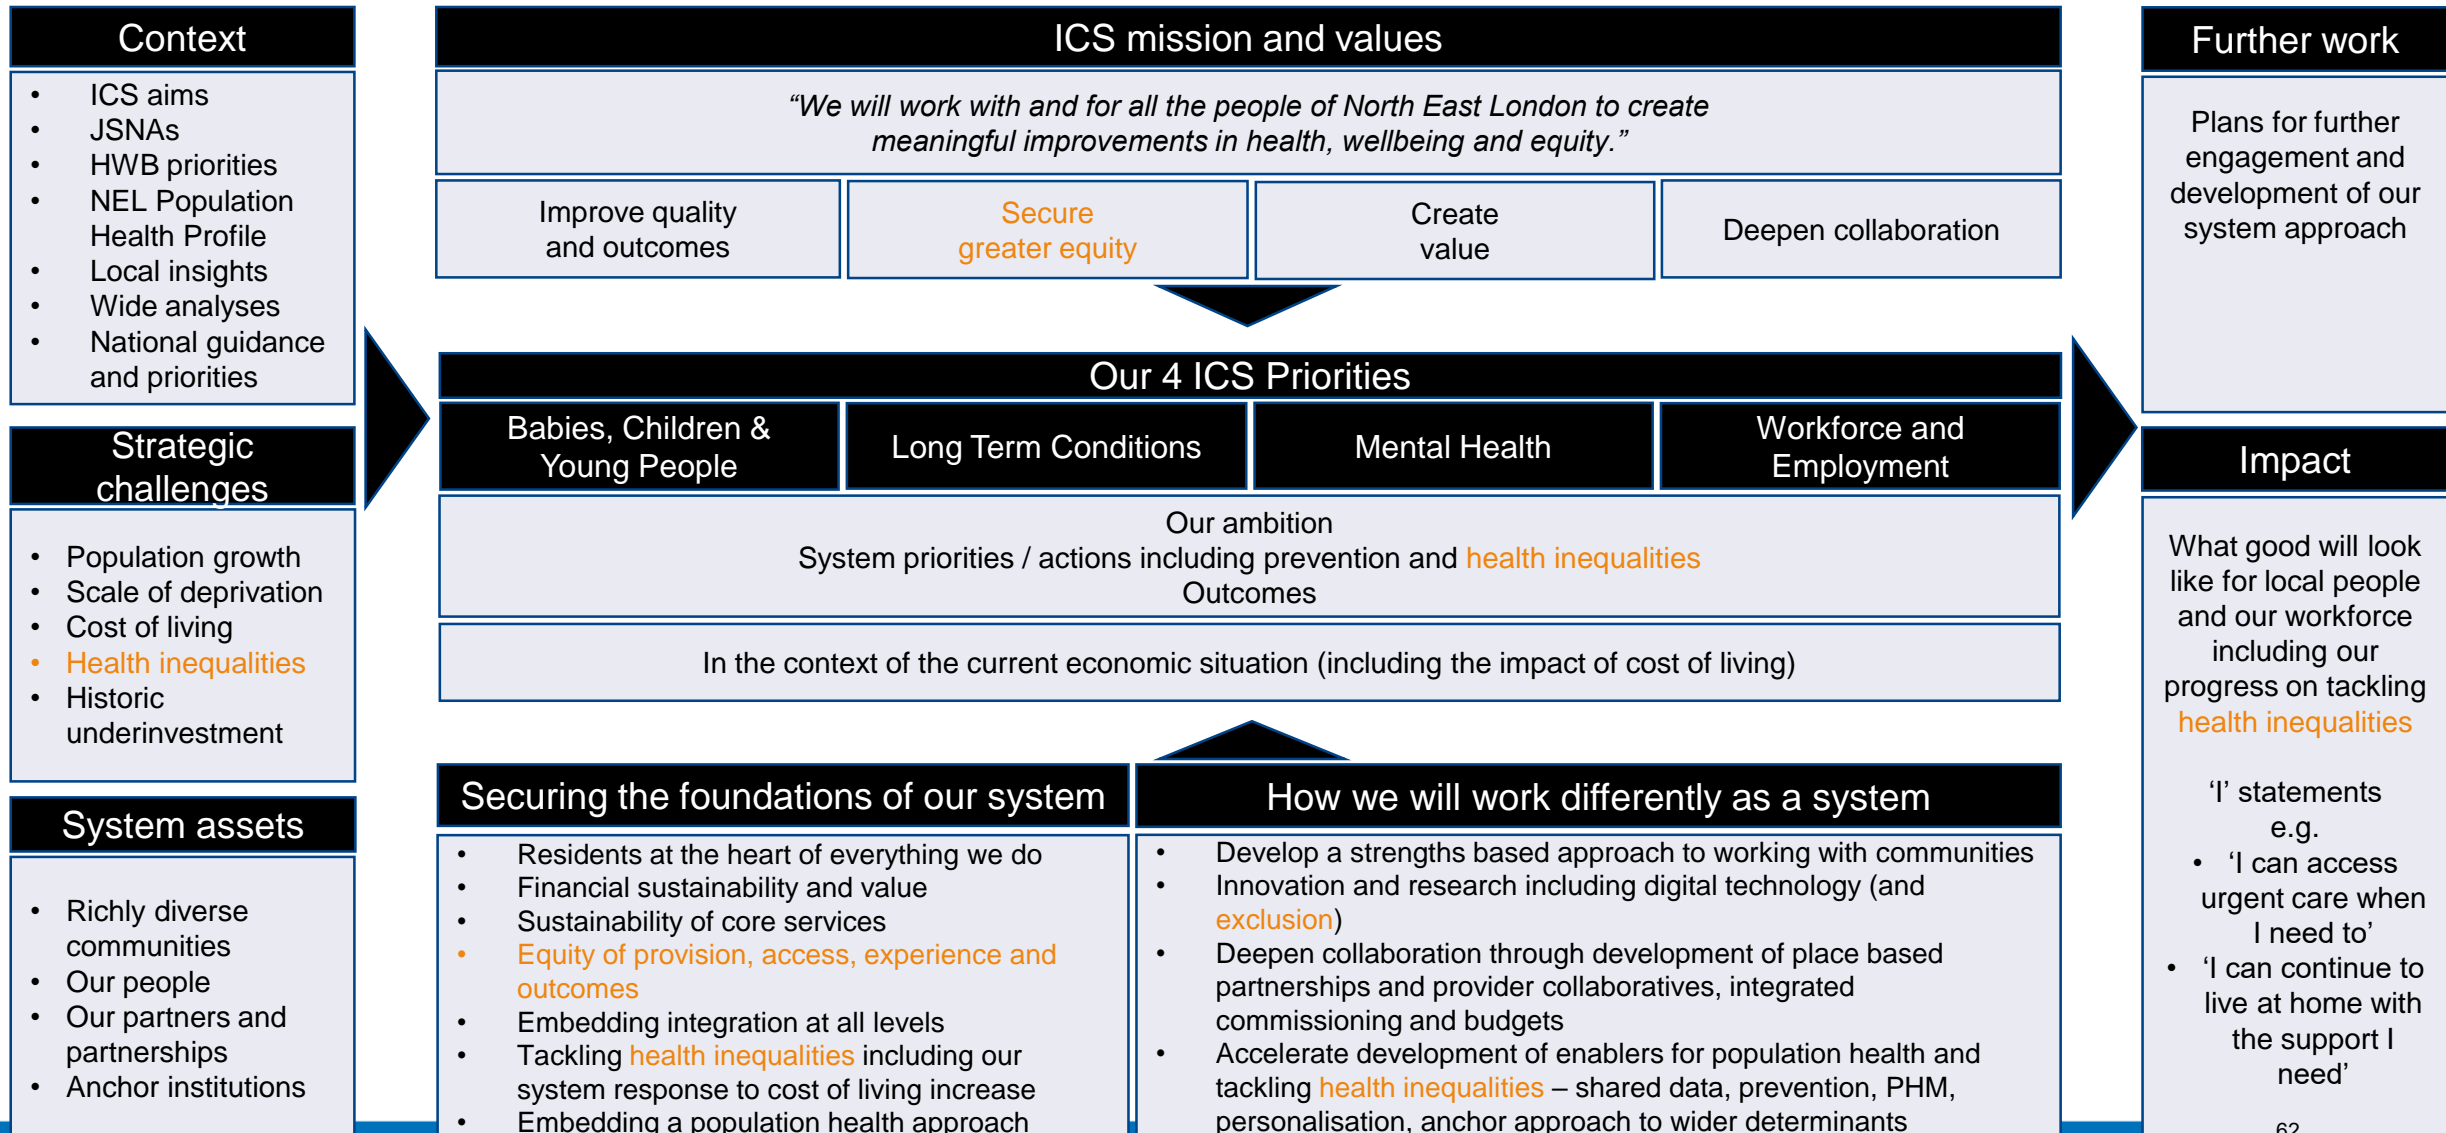 Context
• ICS aims
• JSNAs
• HWB priorities
• NEL Population
Health Profile
• Local insights
• Wide analyses
• National guidance
and priorities
Strategic
challenges
• Population growth
• Scale of deprivation
• Cost of living
• Health inequalities
• Historic
underinvestment
System assets
• Richly diverse
communities
• Our people
• Our partners and
partnerships
• Anchor institutions
ICS mission and values
“We will work with and for all the people of North East London to create
meaningful improvements in health, wellbeing and equity.”
Improve quality
and outcomes
Secure
greater equity
Create
value
Deepen collaboration
Our 4 ICS Priorities
Babies, Children &
Young People
Long Term Conditions
Mental Health
Workforce and
Employment
Our ambition
System priorities / actions including prevention and health inequalities
Outcomes
In the context of the current economic situation (including the impact of cost of living)
Securing the foundations of our system
• Residents at the heart of everything we do
• Financial sustainability and value
• Sustainability of core services
• Equity of provision, access, experience and
outcomes
• Embedding integration at all levels
• Tackling health inequalities including our
system response to cost of living increase
• Embedding a population health approach
How we will work differently as a system
• Develop a strengths based approach to working with communities
• Innovation and research including digital technology (and
exclusion)
• Deepen collaboration through development of place based
partnerships and provider collaboratives, integrated
commissioning and budgets
• Accelerate development of enablers for population health and
tackling health inequalities – shared data, prevention, PHM,
personalisation, anchor approach to wider determinants
Further work
Plans for further
engagement and
development of our
system approach
Impact
What good will look
like for local people
and our workforce
including our
progress on tackling
health inequalities
‘I’ statements
e.g.
• ‘I can access
urgent care when
I need to’
• ‘I can continue to
live at home with
the support I
need’
62